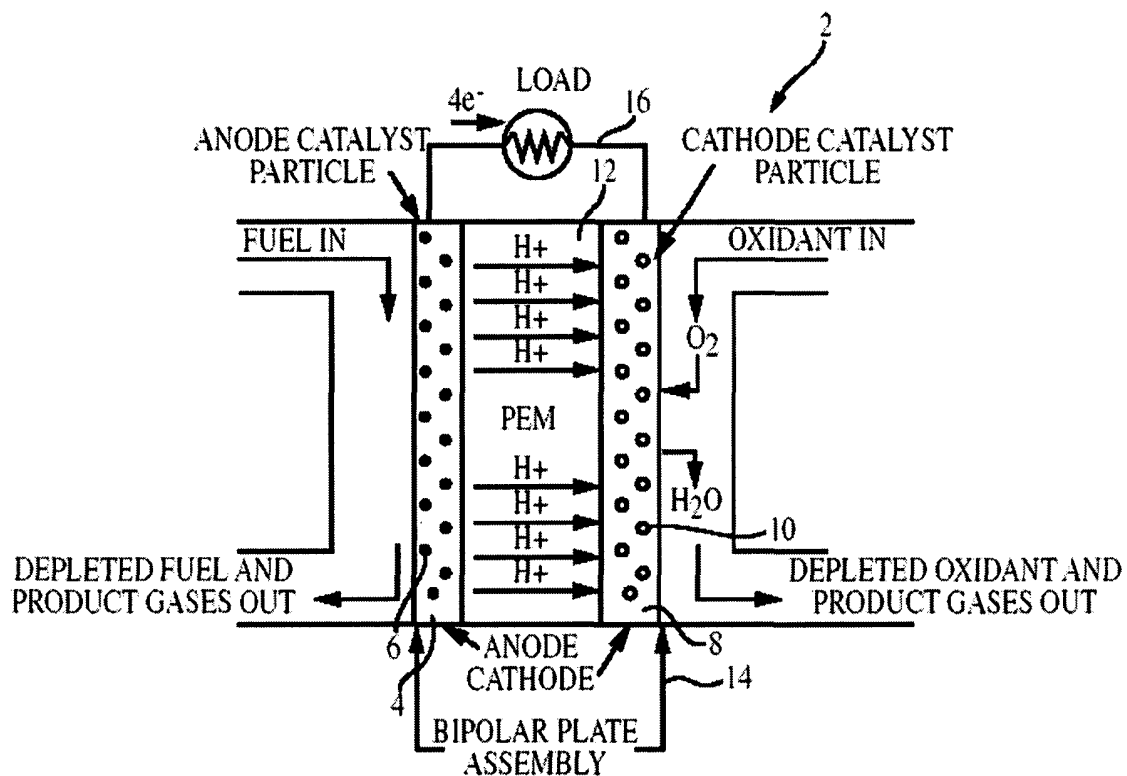 2
LOAD
4e-
16
ANODE CATALYST
PARTICLE
CATHODE CATALYST
PARTICLE
12
FUEL IN
OXIDANT IN
H+
H+
H+
H+
O2
PEM
H+
H+
H+
H+
H2O
10
DEPLETED FUEL AND
PRODUCT GASES OUT
DEPLETED OXIDANT AND
PRODUCT GASES OUT
6
4
ANODE
CATHODE
8
14
BIPOLAR PLATE
ASSEMBLY